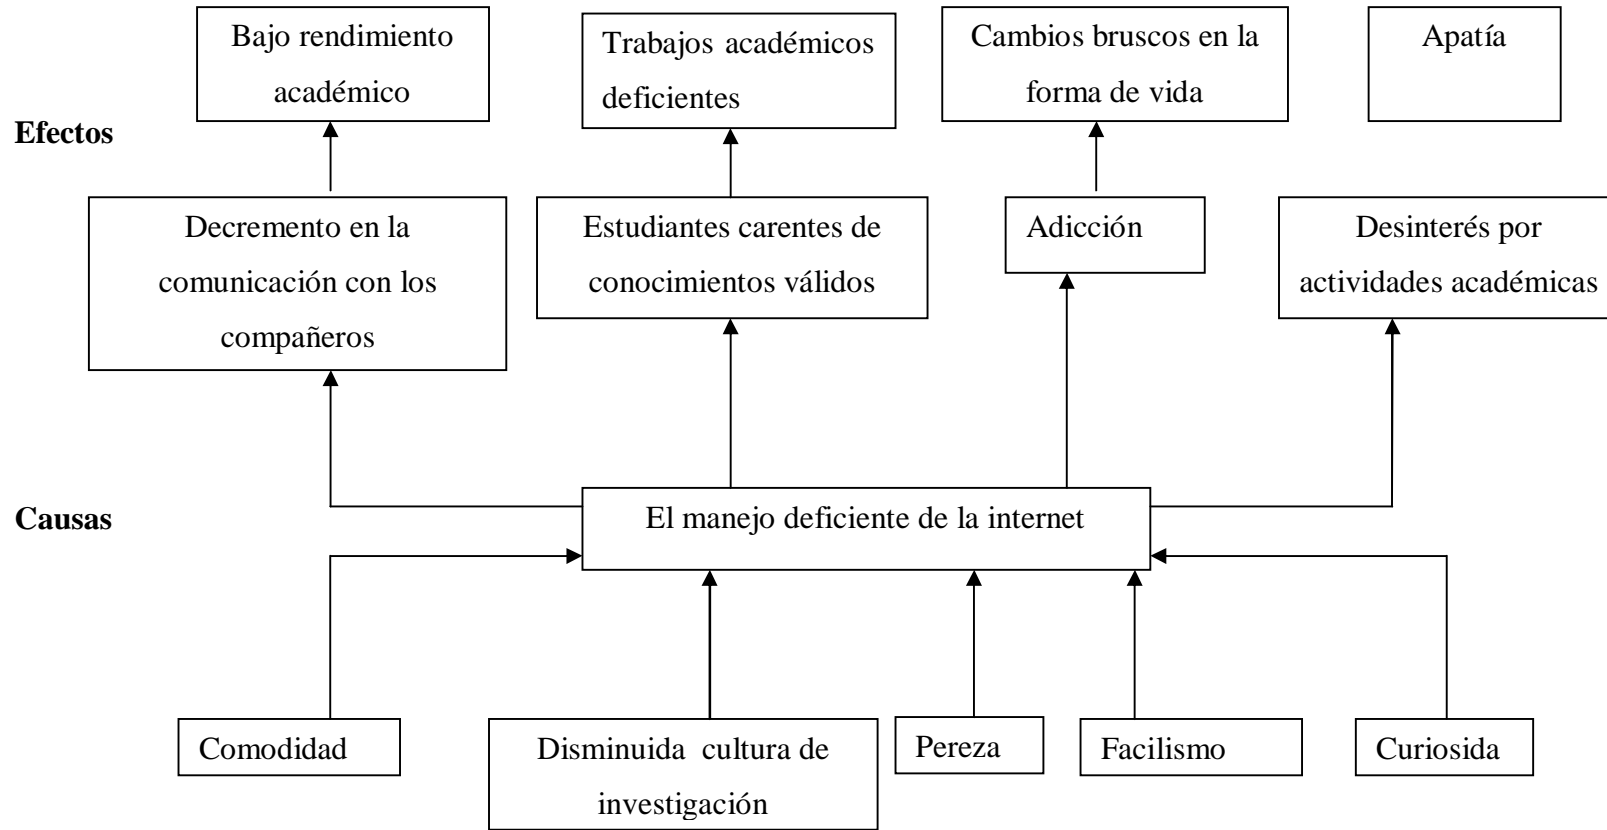 Bajo rendimiento
académico
Trabajos académicos
deficientes
Cambios bruscos en la
forma de vida
Apatía
Efectos
Decremento en la
comunicación con los
compañeros
Estudiantes carentes de
conocimientos válidos
Adicción
Desinterés por
actividades académicas
Causas
El manejo deficiente de la internet
Comodidad
Disminuida cultura de
investigación
Pereza
Facilismo
Curiosida